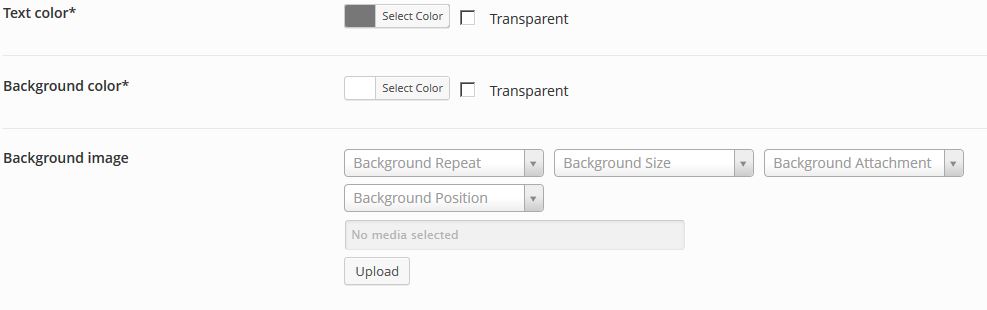 Text color*
Select Color
Transparent
Background color*
Select Color
Transparent
Background image
Background Repeat
Background Size
Background Attachment
Background Position
No media selected
Upload